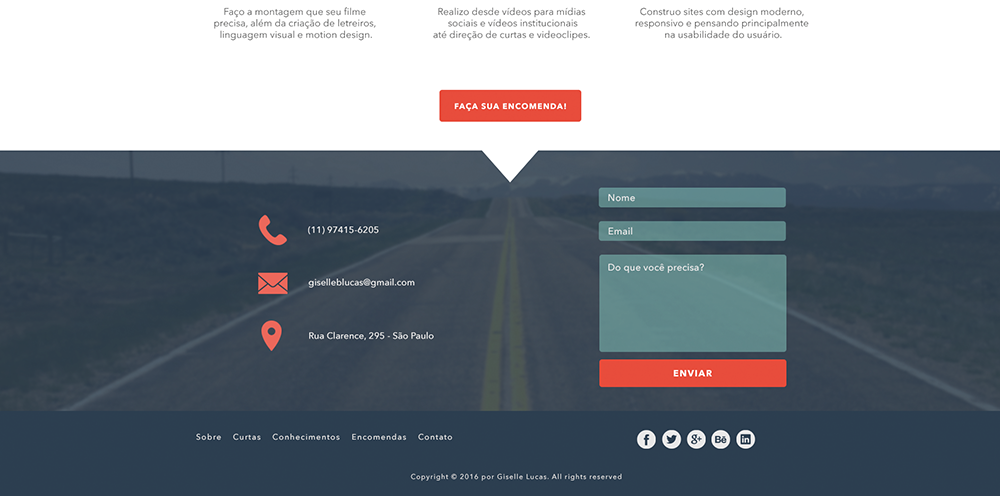 Faço a montagem que seu filme
precisa, além da criação de letreiros,
linguagem visual e motion design.
Realizo desde vídeos para mídias
sociais e vídeos institucionais
até direção de curtas e videoclipes.
Construo sites com design moderno,
responsivo e pensando principalmente
na usabilidade do usuário.
FAÇA SUA ENCOMENDA!
(11) 97415-6205
giselleblucas@gmail.com
Rua Clarence, 295 - São Paulo
Nome
Email
Do que você precisa?
ENVIAR
Sobre Curtas Conhecimentos Encomendas Contato
Copyright © 2016 por Giselle Lucas. All rights reserved